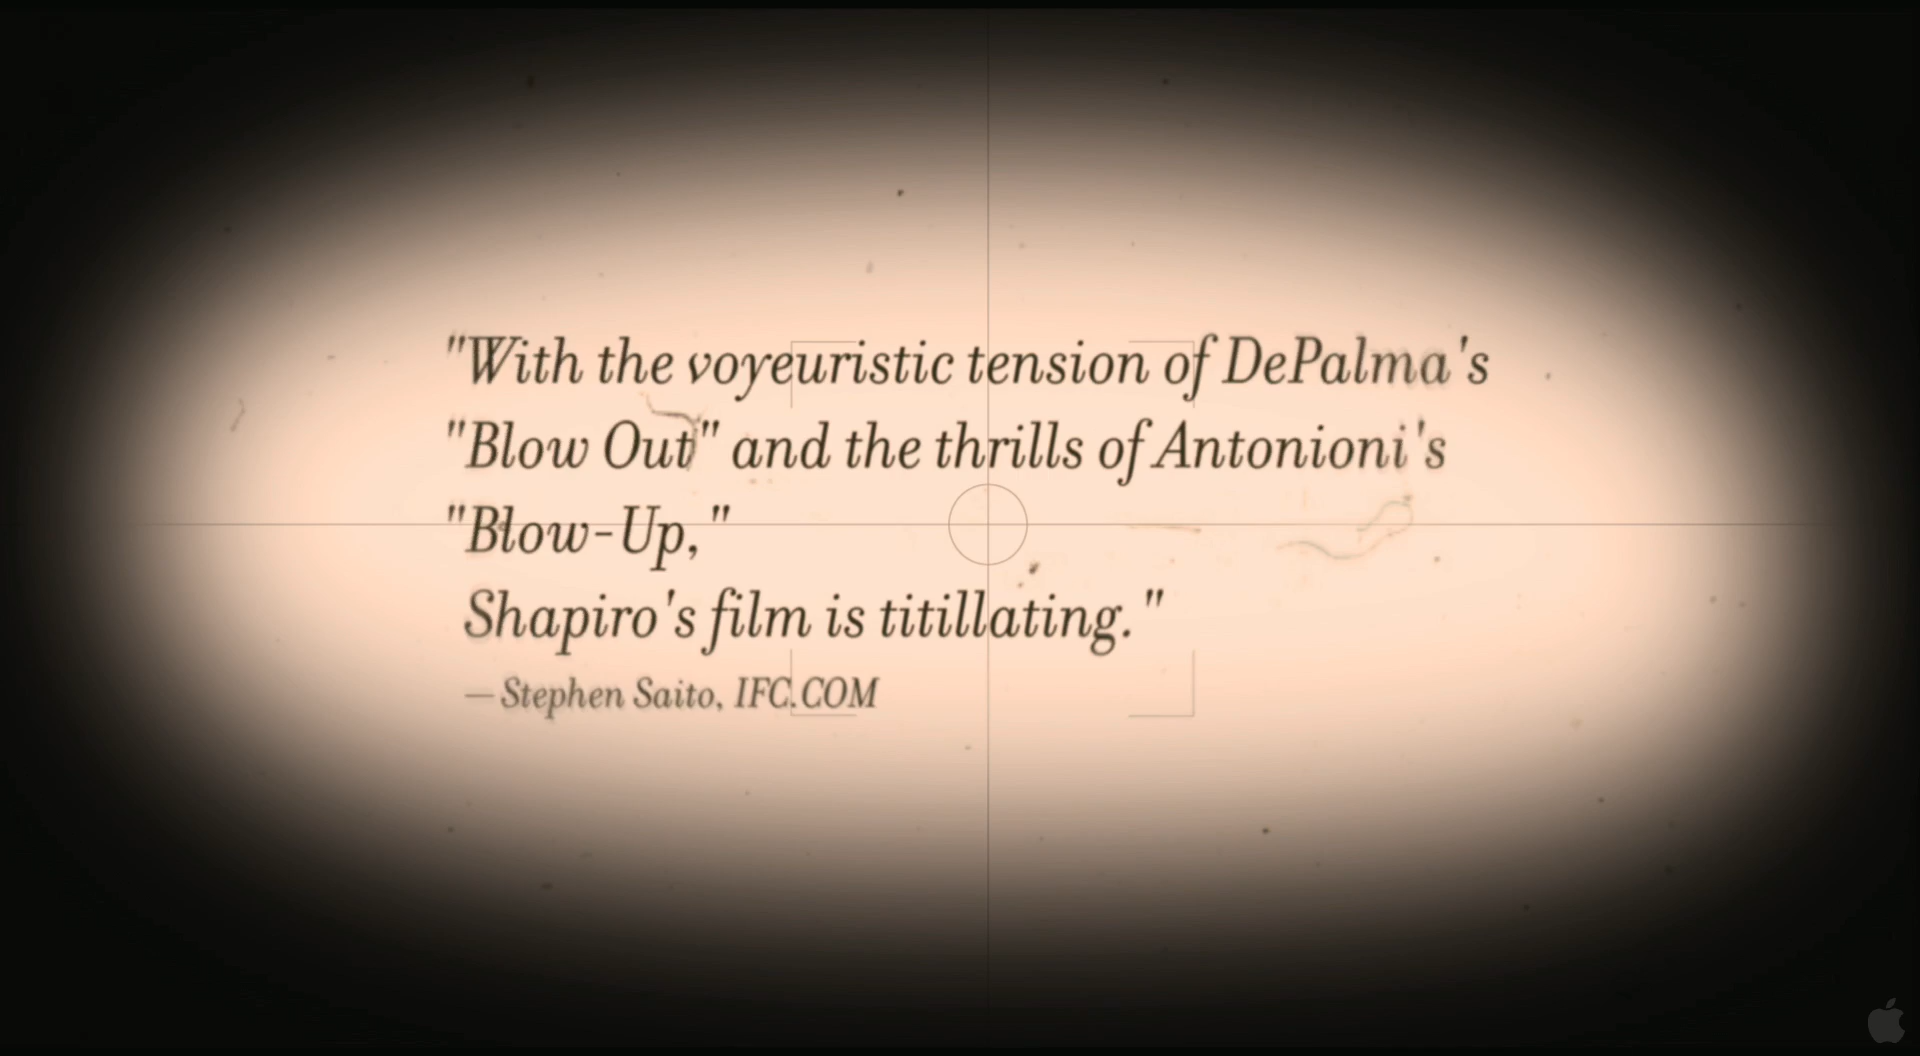 "With the voyeuristic tension of DePalma's
"Blow Out" and the thrills of Antonioni's
"Blow-Up,"
Shapiro's film is titillating."
— Stephen Saito, IFC.COM